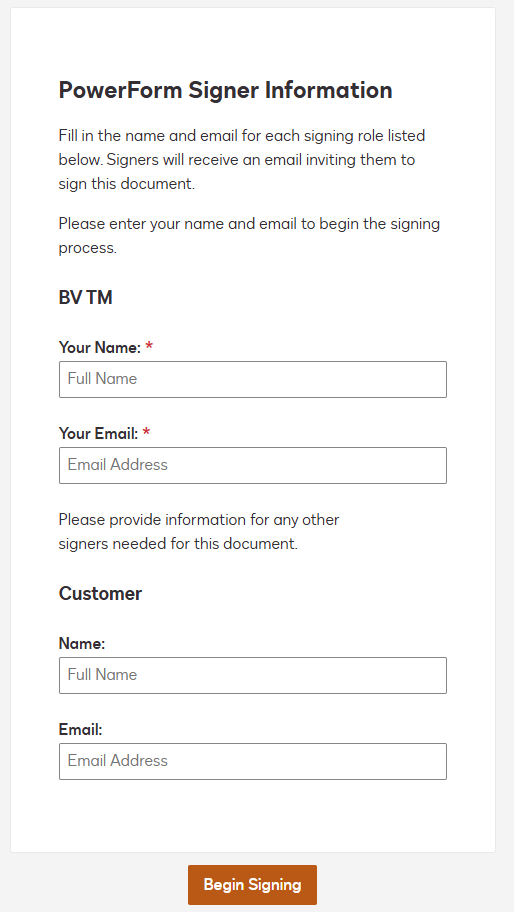 PowerForm Signer Information
Fill in the name and email for each signing role listed
below. Signers will receive an email inviting them to
sign this document.
Please enter your name and email to begin the signing
process.
BV TM
Your Name: *
Full Name
Your Email: *
Email Address
Please provide information for any other
signers needed for this document.
Customer
Name:
Full Name
Email:
Email Address
Begin Signing